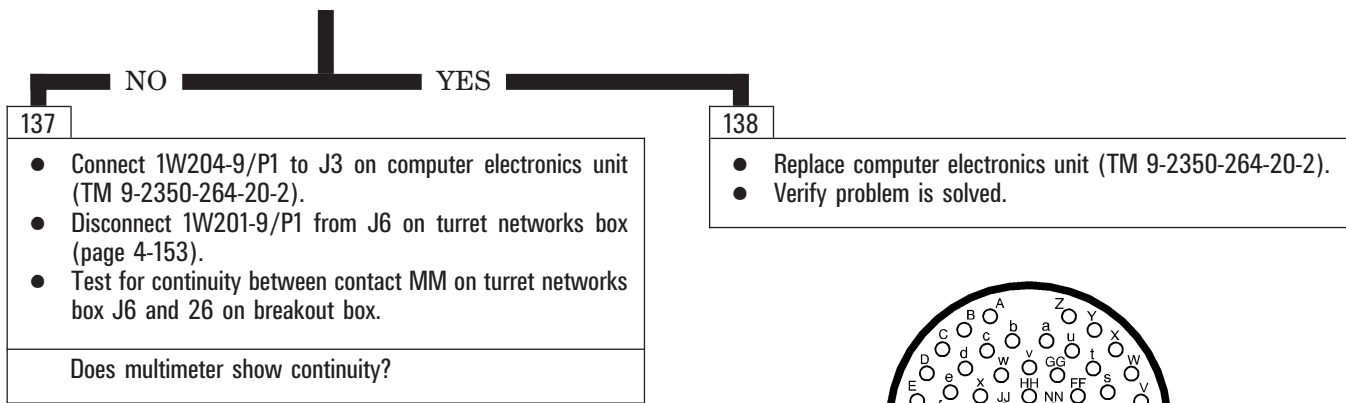 NO
YES
137
● Connect 1W204-9/P1 to J3 on computer electronics unit
(TM 9-2350-264-20-2).
● Disconnect 1W201-9/P1 from J6 on turret networks box
(page 4-153).
● Test for continuity between contact MM on turret networks
box J6 and 26 on breakout box.
Does multimeter show continuity?
138
● Replace computer electronics unit (TM 9-2350-264-20-2).
● Verify problem is solved.
A Z
B Y
C c b a u X
D d w v GG t W
E e x HH FF s V
JJ NN